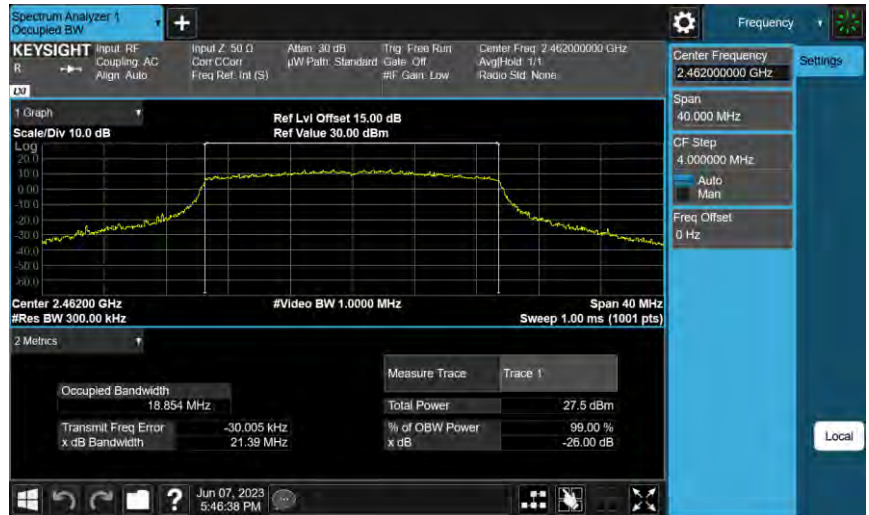 Spectrum Analyzer 1
Occupied BW
Frequency
KEYSIGHT Input: RF Input Z: 50 Ω Atten: 30 dB Trig: Free Run Center Freq: 2.462000000 GHz
R Coupling: AC Corr CCorr µW Path: Standard Gate: Off Avg|Hold: 1/1
Align: Auto Freq Ref: Int (S) #IF Gain: Low Radio Std: None
LXI
1 Graph
Ref Lvl Offset 15.00 dB
Scale/Div 10.0 dB Ref Value 30.00 dBm
Log
20.0
10.0
0.00
-10.0
-20.0
-30.0
-40.0
-50.0
-60.0
Center 2.46200 GHz #Video BW 1.0000 MHz Span 40 MHz
#Res BW 300.00 kHz Sweep 1.00 ms (1001 pts)
2 Metrics
Measure Trace Trace 1
Occupied Bandwidth
18.854 MHz Total Power 27.5 dBm
Transmit Freq Error -30.005 kHz % of OBW Power 99.00 %
x dB Bandwidth 21.39 MHz x dB -26.00 dB
Center Frequency
2.462000000 GHz
Settings
Span
40.000 MHz
CF Step
4.000000 MHz
Auto
Man
Freq Offset
0 Hz
Local
? Jun 07, 2023
5:46:38 PM